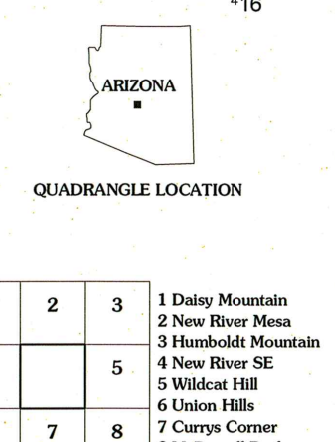 ⁴16
ARIZONA
QUADRANGLE LOCATION
2 3
5
7 8
1 Daisy Mountain
2 New River Mesa
3 Humboldt Mountain
4 New River SE
5 Wildcat Hill
6 Union Hills
7 Currys Corner